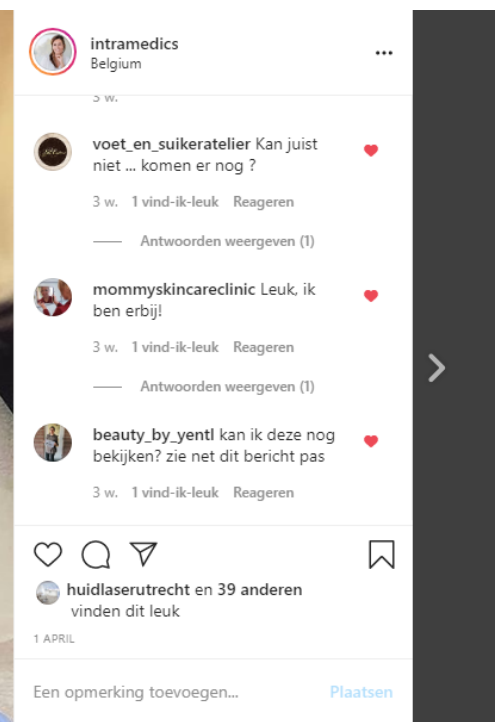 intramedics
Belgium
3 w.
voet_en_suikeratelier Kan juist
niet ... komen er nog ?
3 w. 1 vind-ik-leuk Reageren
Antwoorden weergeven (1)
mommyskincareclinic Leuk, ik
ben erbij!
3 w. 1 vind-ik-leuk Reageren
Antwoorden weergeven (1)
beauty_by_yentl kan ik deze nog
bekijken? zie net dit bericht pas
3 w. 1 vind-ik-leuk Reageren
huidlaserutrecht en 39 anderen
vinden dit leuk
1 APRIL
Een opmerking toevoegen... Plaatsen